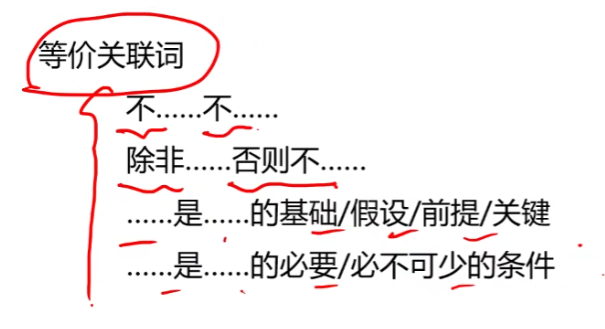 等价关联词
不……不……
除非……否则不……
……是……的基础/假设/前提/关键
……是……的必要/必不可少的条件